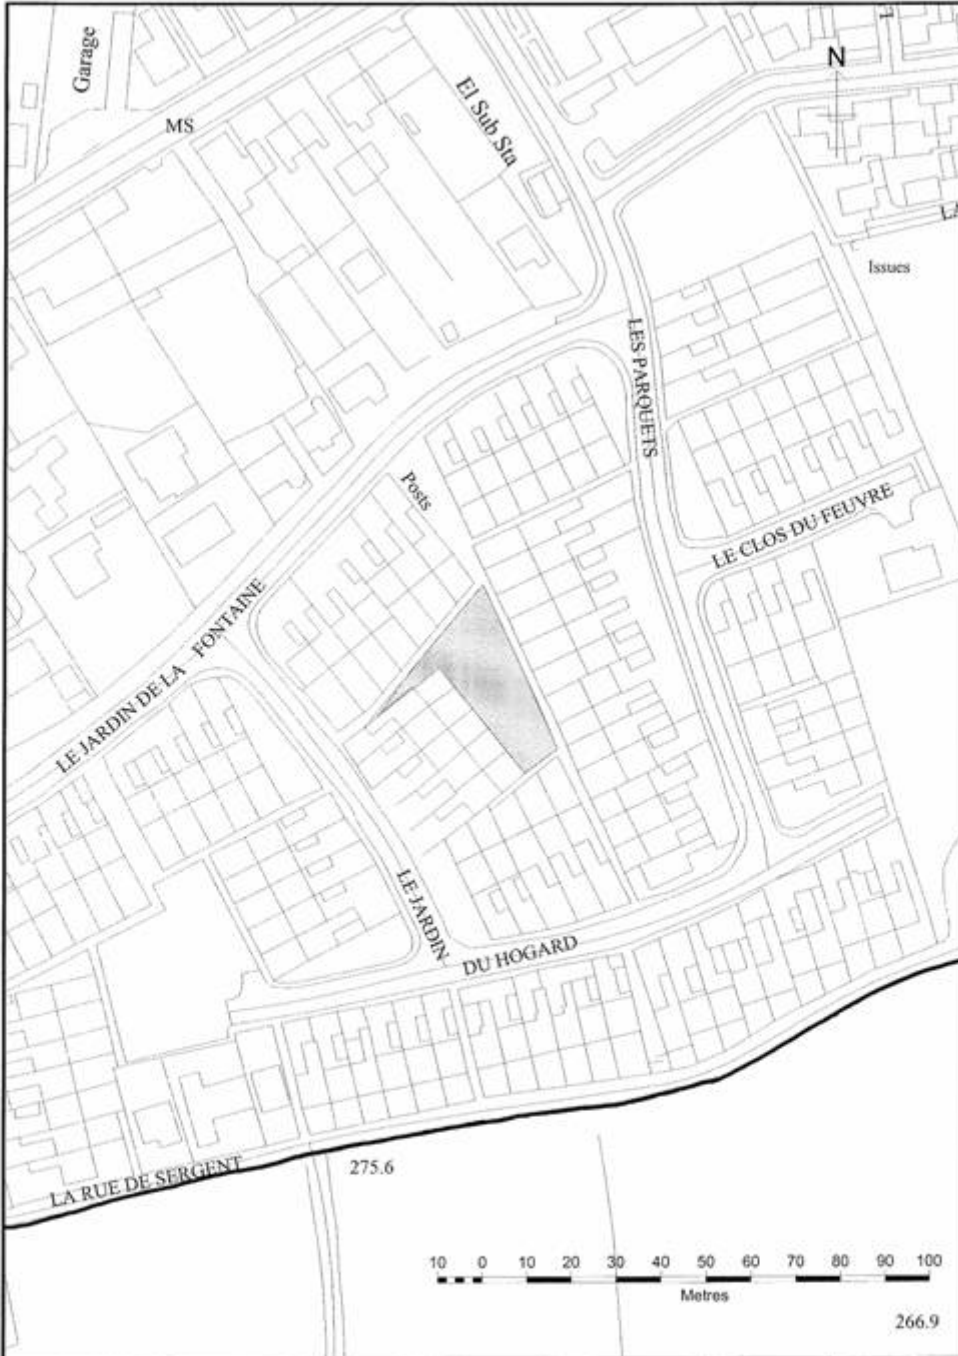 Garage
MS
El Sub Sta
N
LA
Issues
LES PARQUETS
Posts
LE CLOS DU FEUVRE
LE JARDIN DE LA FONTAINE
LE JARDIN
DU HOGARD
LA RUE DE SERGENT
275.6
10 0 10 20 30 40 50 60 70 80 90 100
Metres
266.9